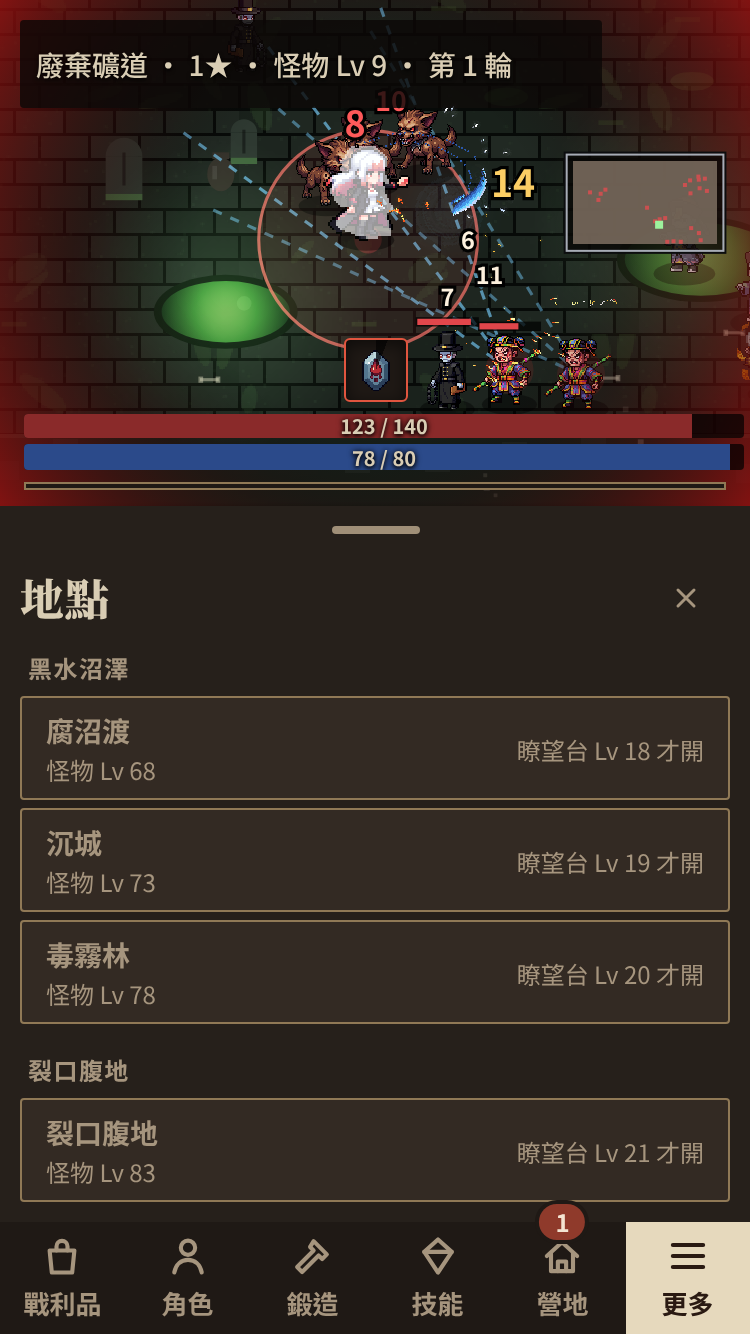 廢棄礦道 • 1★ • 怪物 Lv 9 • 第 1 輪
10
8
14
6
11
7
123 / 140
78 / 80
地點
黑水沼澤
腐沼渡
怪物 Lv 68
瞭望台 Lv 18 才開
沉城
怪物 Lv 73
瞭望台 Lv 19 才開
毒霧林
怪物 Lv 78
瞭望台 Lv 20 才開
裂口腹地
裂口腹地
怪物 Lv 83
瞭望台 Lv 21 才開
1
戰利品
角色
鍛造
技能
營地
更多